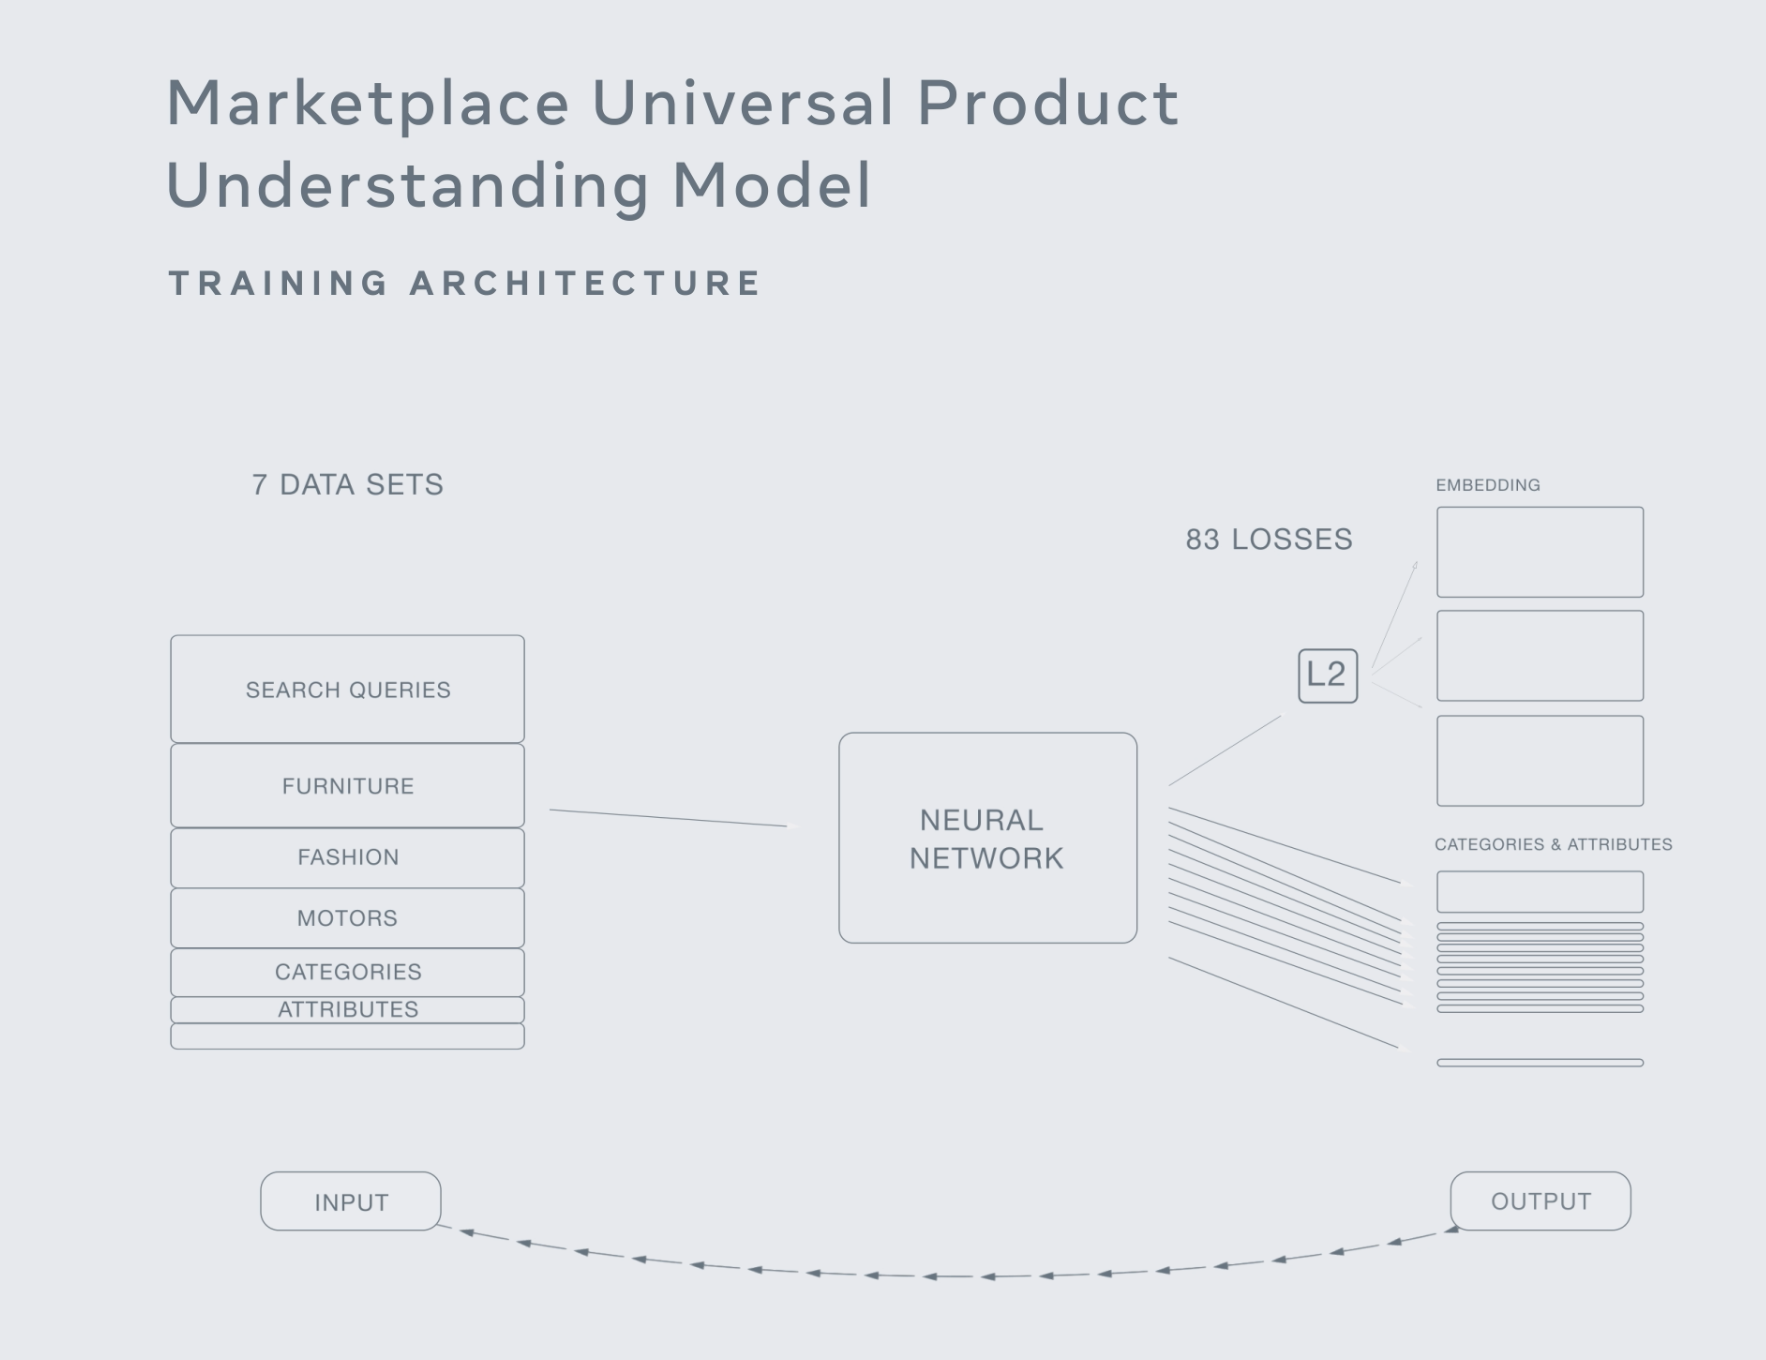 Marketplace Universal Product
Understanding Model
TRAINING ARCHITECTURE
7 DATA SETS
SEARCH QUERIES
FURNITURE
FASHION
MOTORS
CATEGORIES
ATTRIBUTES
NEURAL
NETWORK
83 LOSSES
L2
EMBEDDING
CATEGORIES & ATTRIBUTES
INPUT
OUTPUT